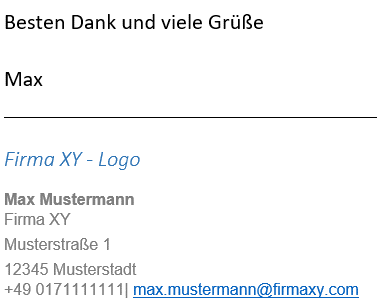 Besten Dank und viele Grüße
Max
Firma XY - Logo
Max Mustermann
Firma XY
Musterstraße 1
12345 Musterstadt
+49 0171111111| max.mustermann@firmaxy.com